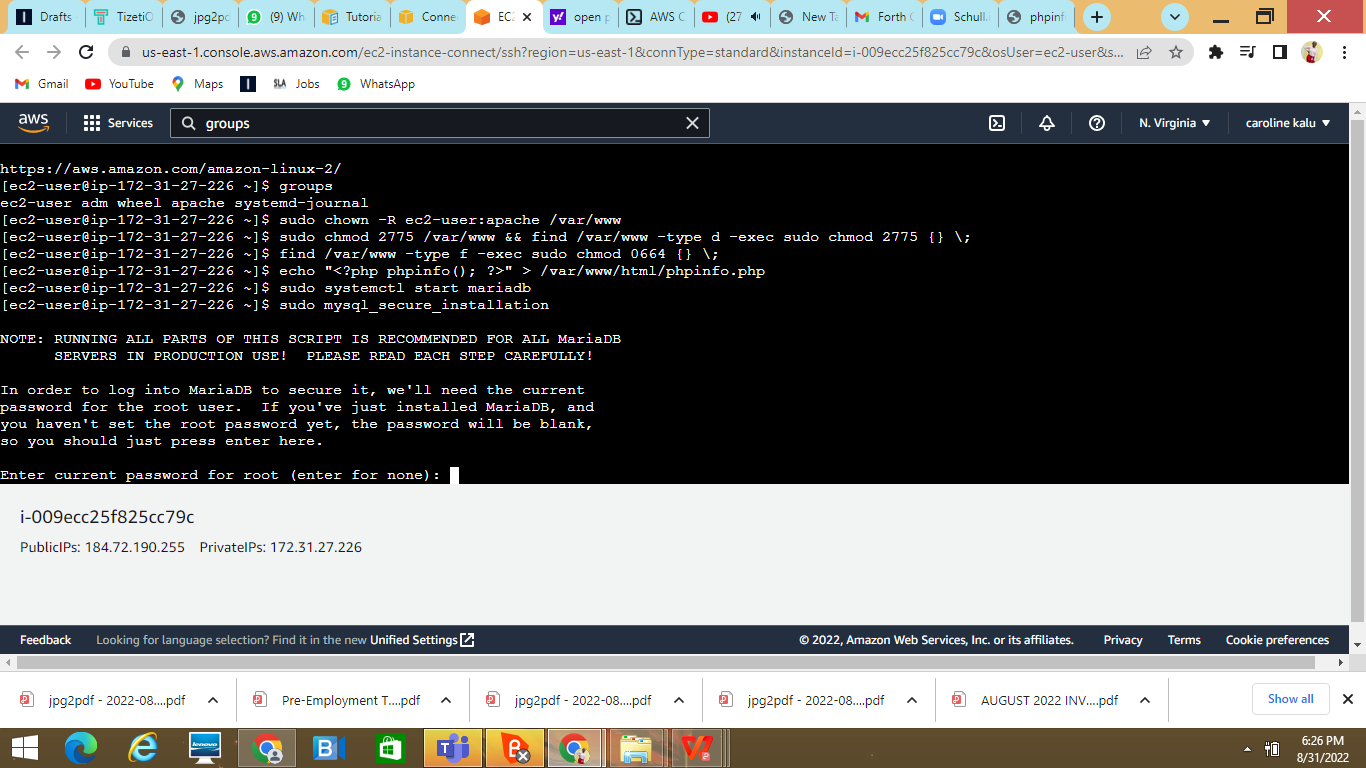 Drafts
TizetiO
jpg2pd
(9) Wh
Tutoria
Connec
EC2
open p
AWS C
(27
New Ta
Forth C
Schull.i
phpinf
us-east-1.console.aws.amazon.com/ec2-instance-connect/ssh?region=us-east-1&connType=standard&instanceId=i-009ecc25f825cc79c&osUser=ec2-user&s...
Gmail
YouTube
Maps
SLA Jobs
WhatsApp
aws
Services
groups
N. Virginia
caroline kalu
https://aws.amazon.com/amazon-linux-2/
[ec2-user@ip-172-31-27-226 ~]$ groups
ec2-user adm wheel apache systemd-journal
[ec2-user@ip-172-31-27-226 ~]$ sudo chown -R ec2-user:apache /var/www
[ec2-user@ip-172-31-27-226 ~]$ sudo chmod 2775 /var/www && find /var/www -type d -exec sudo chmod 2775 {} \;
[ec2-user@ip-172-31-27-226 ~]$ find /var/www -type f -exec sudo chmod 0664 {} \;
[ec2-user@ip-172-31-27-226 ~]$ echo "<?php phpinfo(); ?>" > /var/www/html/phpinfo.php
[ec2-user@ip-172-31-27-226 ~]$ sudo systemctl start mariadb
[ec2-user@ip-172-31-27-226 ~]$ sudo mysql_secure_installation
NOTE: RUNNING ALL PARTS OF THIS SCRIPT IS RECOMMENDED FOR ALL MariaDB
SERVERS IN PRODUCTION USE!  PLEASE READ EACH STEP CAREFULLY!
In order to log into MariaDB to secure it, we'll need the current
password for the root user.  If you've just installed MariaDB, and
you haven't set the root password yet, the password will be blank,
so you should just press enter here.
Enter current password for root (enter for none):
i-009ecc25f825cc79c
PublicIPs: 184.72.190.255 PrivateIPs: 172.31.27.226
Feedback
Looking for language selection? Find it in the new Unified Settings
© 2022, Amazon Web Services, Inc. or its affiliates.
Privacy
Terms
Cookie preferences
jpg2pdf - 2022-08....pdf
Pre-Employment T....pdf
jpg2pdf - 2022-08....pdf
jpg2pdf - 2022-08....pdf
AUGUST 2022 INV....pdf
Show all
lenovo
6:26 PM
8/31/2022